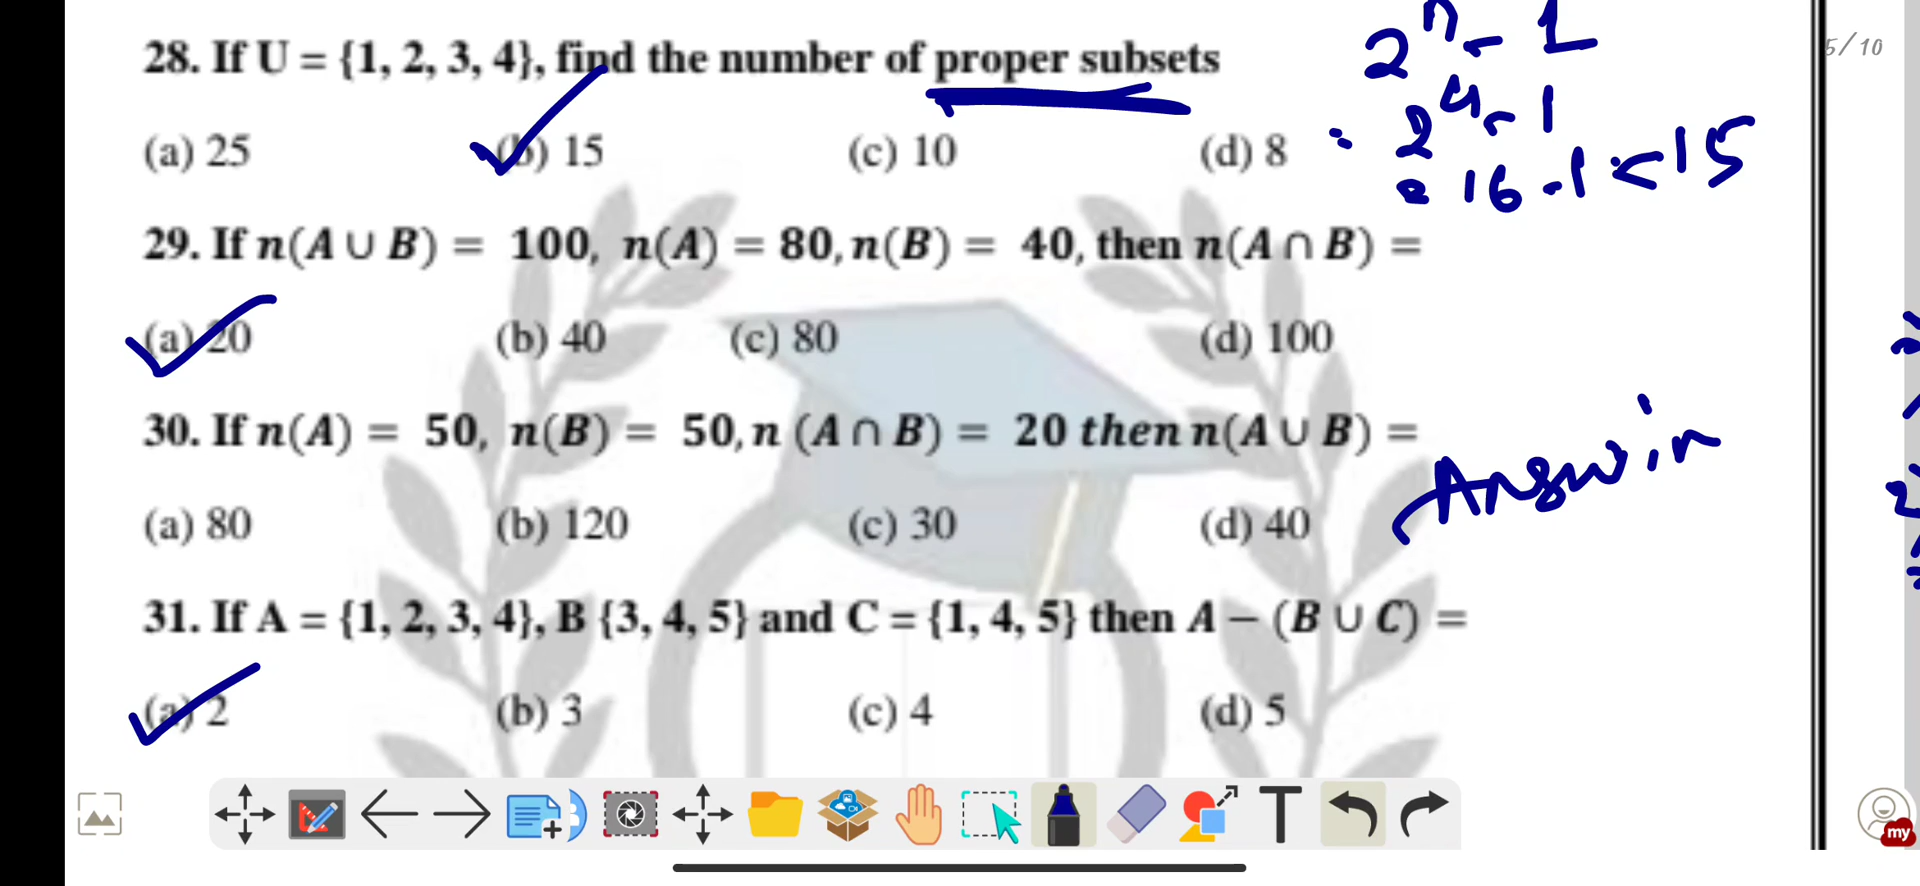 28. If U = {1, 2, 3, 4}, find the number of proper subsets
(a) 25 (b) 15 (c) 10 (d) 8
2ⁿ - 1
= 2⁴ - 1
= 16 - 1 = 15
5/10
29. If n(A ∪ B) = 100, n(A) = 80, n(B) = 40, then n(A ∩ B) =
(a) 20 (b) 40 (c) 80 (d) 100
30. If n(A) = 50, n(B) = 50, n (A ∩ B) = 20 then n(A ∪ B) =
(a) 80 (b) 120 (c) 30 (d) 40
31. If A = {1, 2, 3, 4}, B {3, 4, 5} and C = {1, 4, 5} then A − (B ∪ C) =
(a) 2 (b) 3 (c) 4 (d) 5
T
my